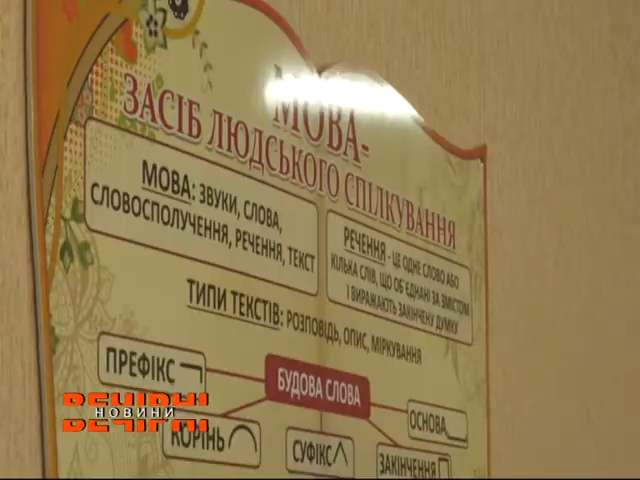 МОВА-
ЗАСІБ ЛЮДСЬКОГО СПІЛКУВАННЯ
МОВА: ЗВУКИ, СЛОВА,
СЛОВОСПОЛУЧЕННЯ, РЕЧЕННЯ, ТЕКСТ
РЕЧЕННЯ - ЦЕ ОДНЕ СЛОВО АБО
КІЛЬКА СЛІВ, ЩО ОБ'ЄДНАНІ ЗА ЗМІСТОМ
І ВИРАЖАЮТЬ ЗАКІНЧЕНУ ДУМКУ
ТИПИ ТЕКСТІВ: РОЗПОВІДЬ, ОПИС, МІРКУВАННЯ
ПРЕФІКС
БУДОВА СЛОВА
ОСНОВА
КОРІНЬ
СУФІКС
ЗАКІНЧЕННЯ
ВЕЧІРНІ
НОВИНИ